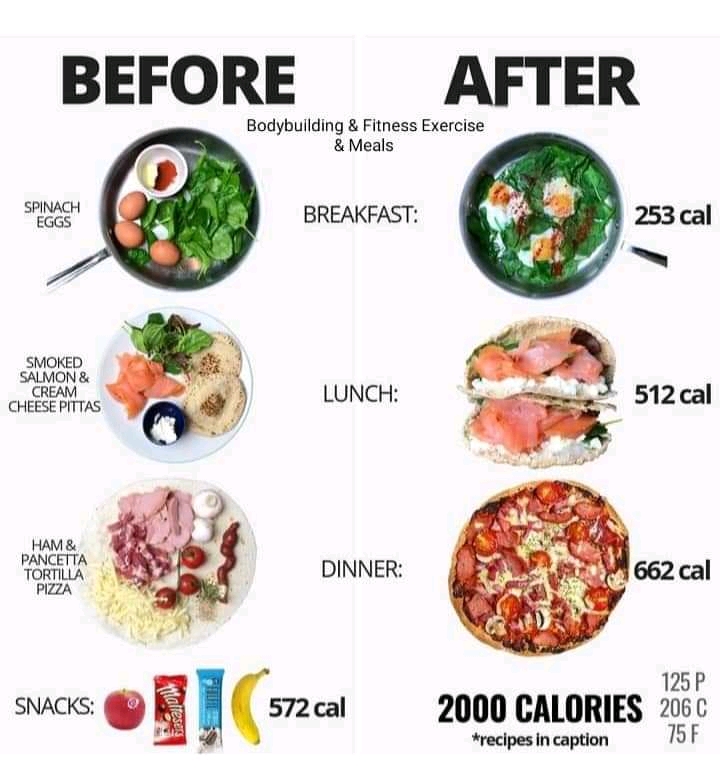 BEFORE
AFTER
Bodybuilding & Fitness Exercise
& Meals
SPINACH
EGGS
BREAKFAST:
253 cal
SMOKED
SALMON &
CREAM
CHEESE PITTAS
LUNCH:
512 cal
HAM &
PANCETTA
TORTILLA
PIZZA
DINNER:
662 cal
SNACKS:
Maltesers
572 cal
2000 CALORIES
*recipes in caption
125 P
206 C
75 F